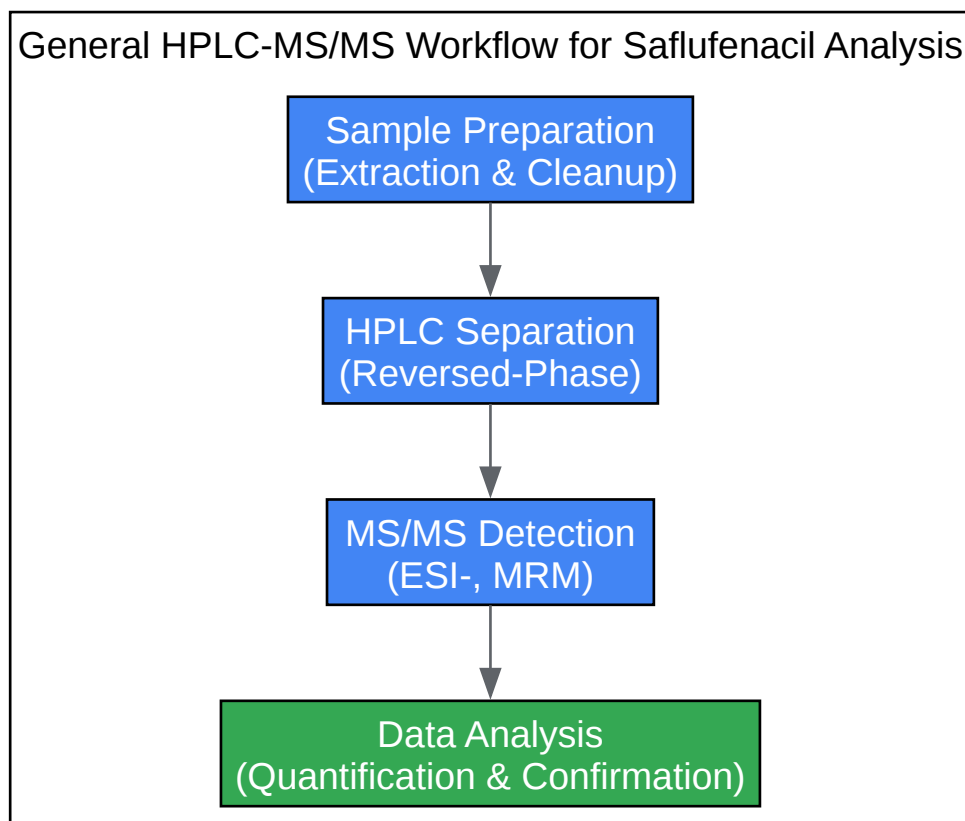 General HPLC-MS/MS Workflow for Saflufenacil Analysis
Sample Preparation
(Extraction & Cleanup)
HPLC Separation
(Reversed-Phase)
MS/MS Detection
(ESI-, MRM)
Data Analysis
(Quantification & Confirmation)